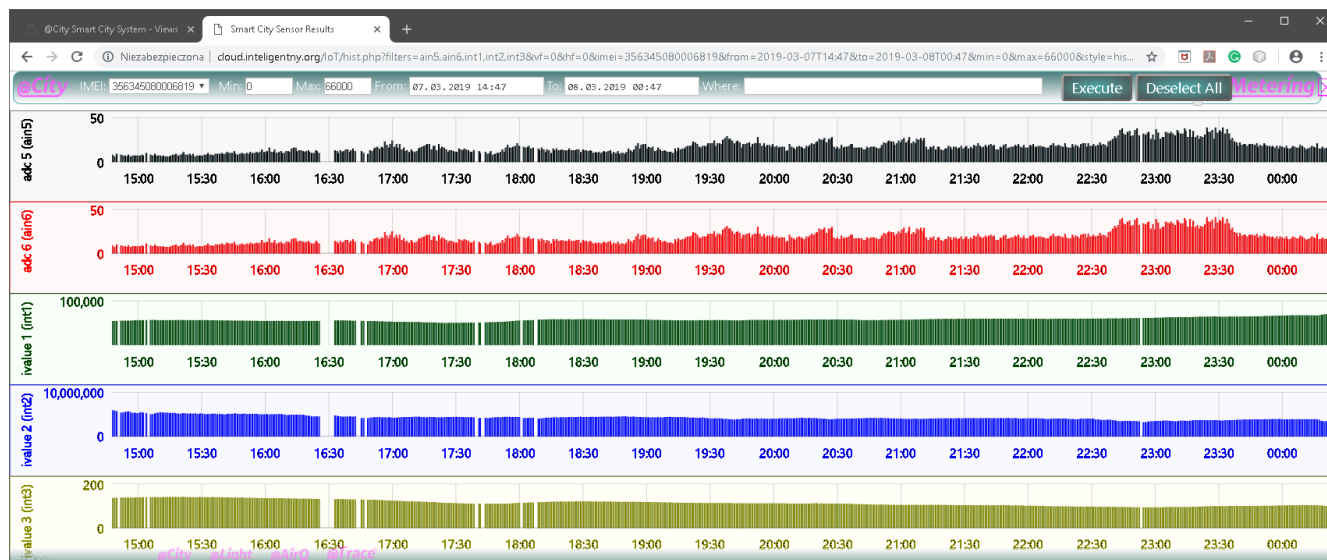 @City Smart City System - Views
Smart City Sensor Results
Niezabezpieczona | cloud.inteligentny.org/IoT/hist.php?filters=ain5,ain6,int1,int2,int3&vf=0&hf=0&imei=356345080006819&from=2019-03-07T14:47&to=2019-03-08T00:47&min=0&max=66000&style=his...
@City IMEI: 356345080006819 Min: 0 Max: 66000 From: 07.03.2019 14:47 To: 08.03.2019 00:47 Where: Execute Deselect All Metering
adc 5 (ain5)
50
0
15:00 15:30 16:00 16:30 17:00 17:30 18:00 18:30 19:00 19:30 20:00 20:30 21:00 21:30 22:00 22:30 23:00 23:30 00:00
adc 6 (ain6)
50
0
15:00 15:30 16:00 16:30 17:00 17:30 18:00 18:30 19:00 19:30 20:00 20:30 21:00 21:30 22:00 22:30 23:00 23:30 00:00
ivalue 1 (int1)
100,000
15:00 15:30 16:00 16:30 17:00 17:30 18:00 18:30 19:00 19:30 20:00 20:30 21:00 21:30 22:00 22:30 23:00 23:30 00:00
ivalue 2 (int2)
10,000,000
0
15:00 15:30 16:00 16:30 17:00 17:30 18:00 18:30 19:00 19:30 20:00 20:30 21:00 21:30 22:00 22:30 23:00 23:30 00:00
ivalue 3 (int3)
200
0
15:00 15:30 16:00 16:30 17:00 17:30 18:00 18:30 19:00 19:30 20:00 20:30 21:00 21:30 22:00 22:30 23:00 23:30 00:00
@City @Light @AirQ @Trace